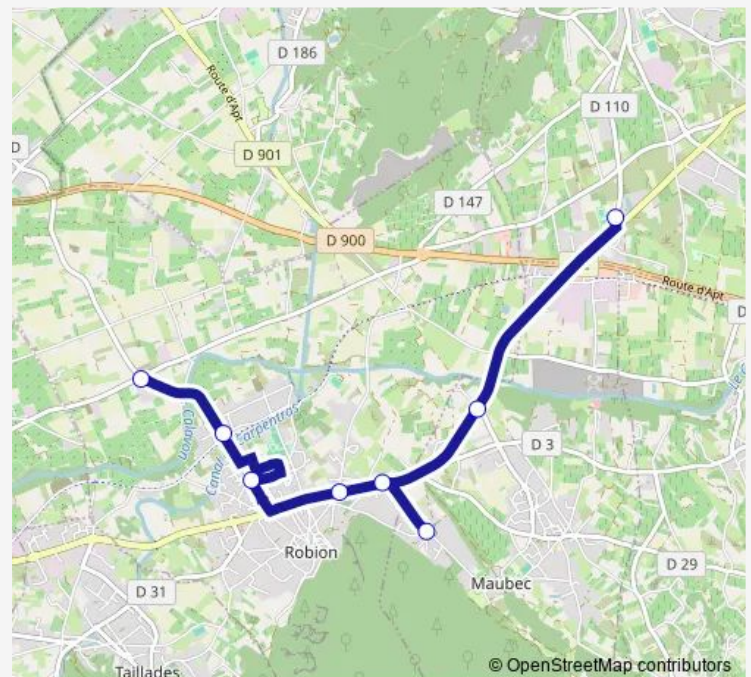 D 186
Route d'Apt
D 110
D
D 901
D 147
D 900
Route d'Apt
D
Calavon
Canal
Carpentras
D 3
Robion
Maubec
D 29
D 31
Taillades
© OpenStreetMap contributors